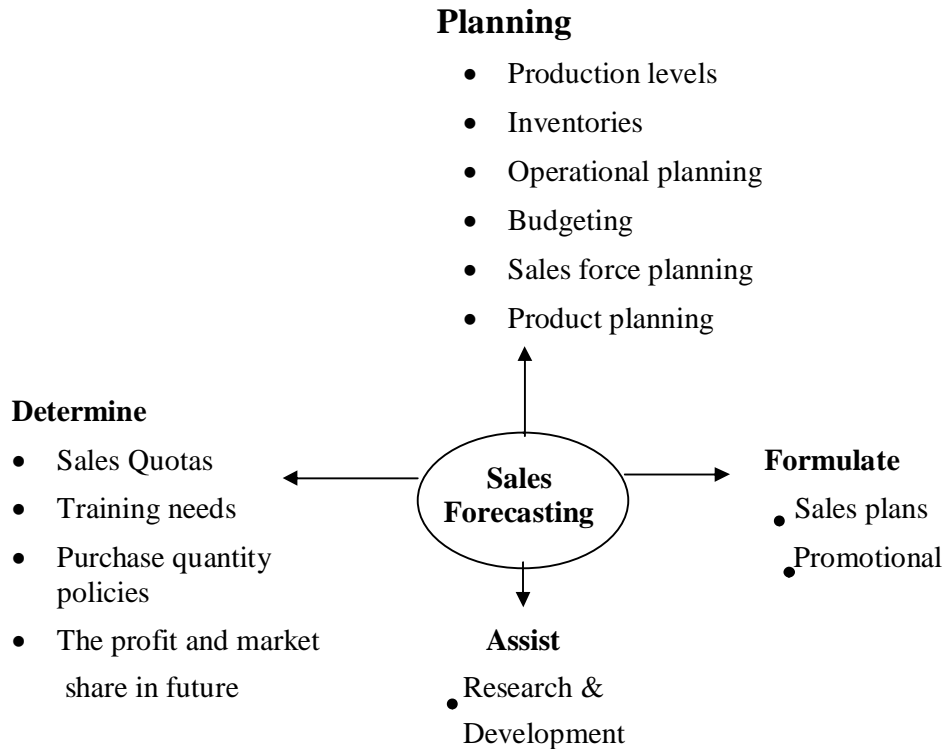 Planning
• Production levels
• Inventories
• Operational planning
• Budgeting
• Sales force planning
• Product planning
Determine
• Sales Quotas
• Training needs
• Purchase quantity
policies
• The profit and market
share in future
Sales
Forecasting
Formulate
• Sales plans
• Promotional
Assist
• Research &
Development